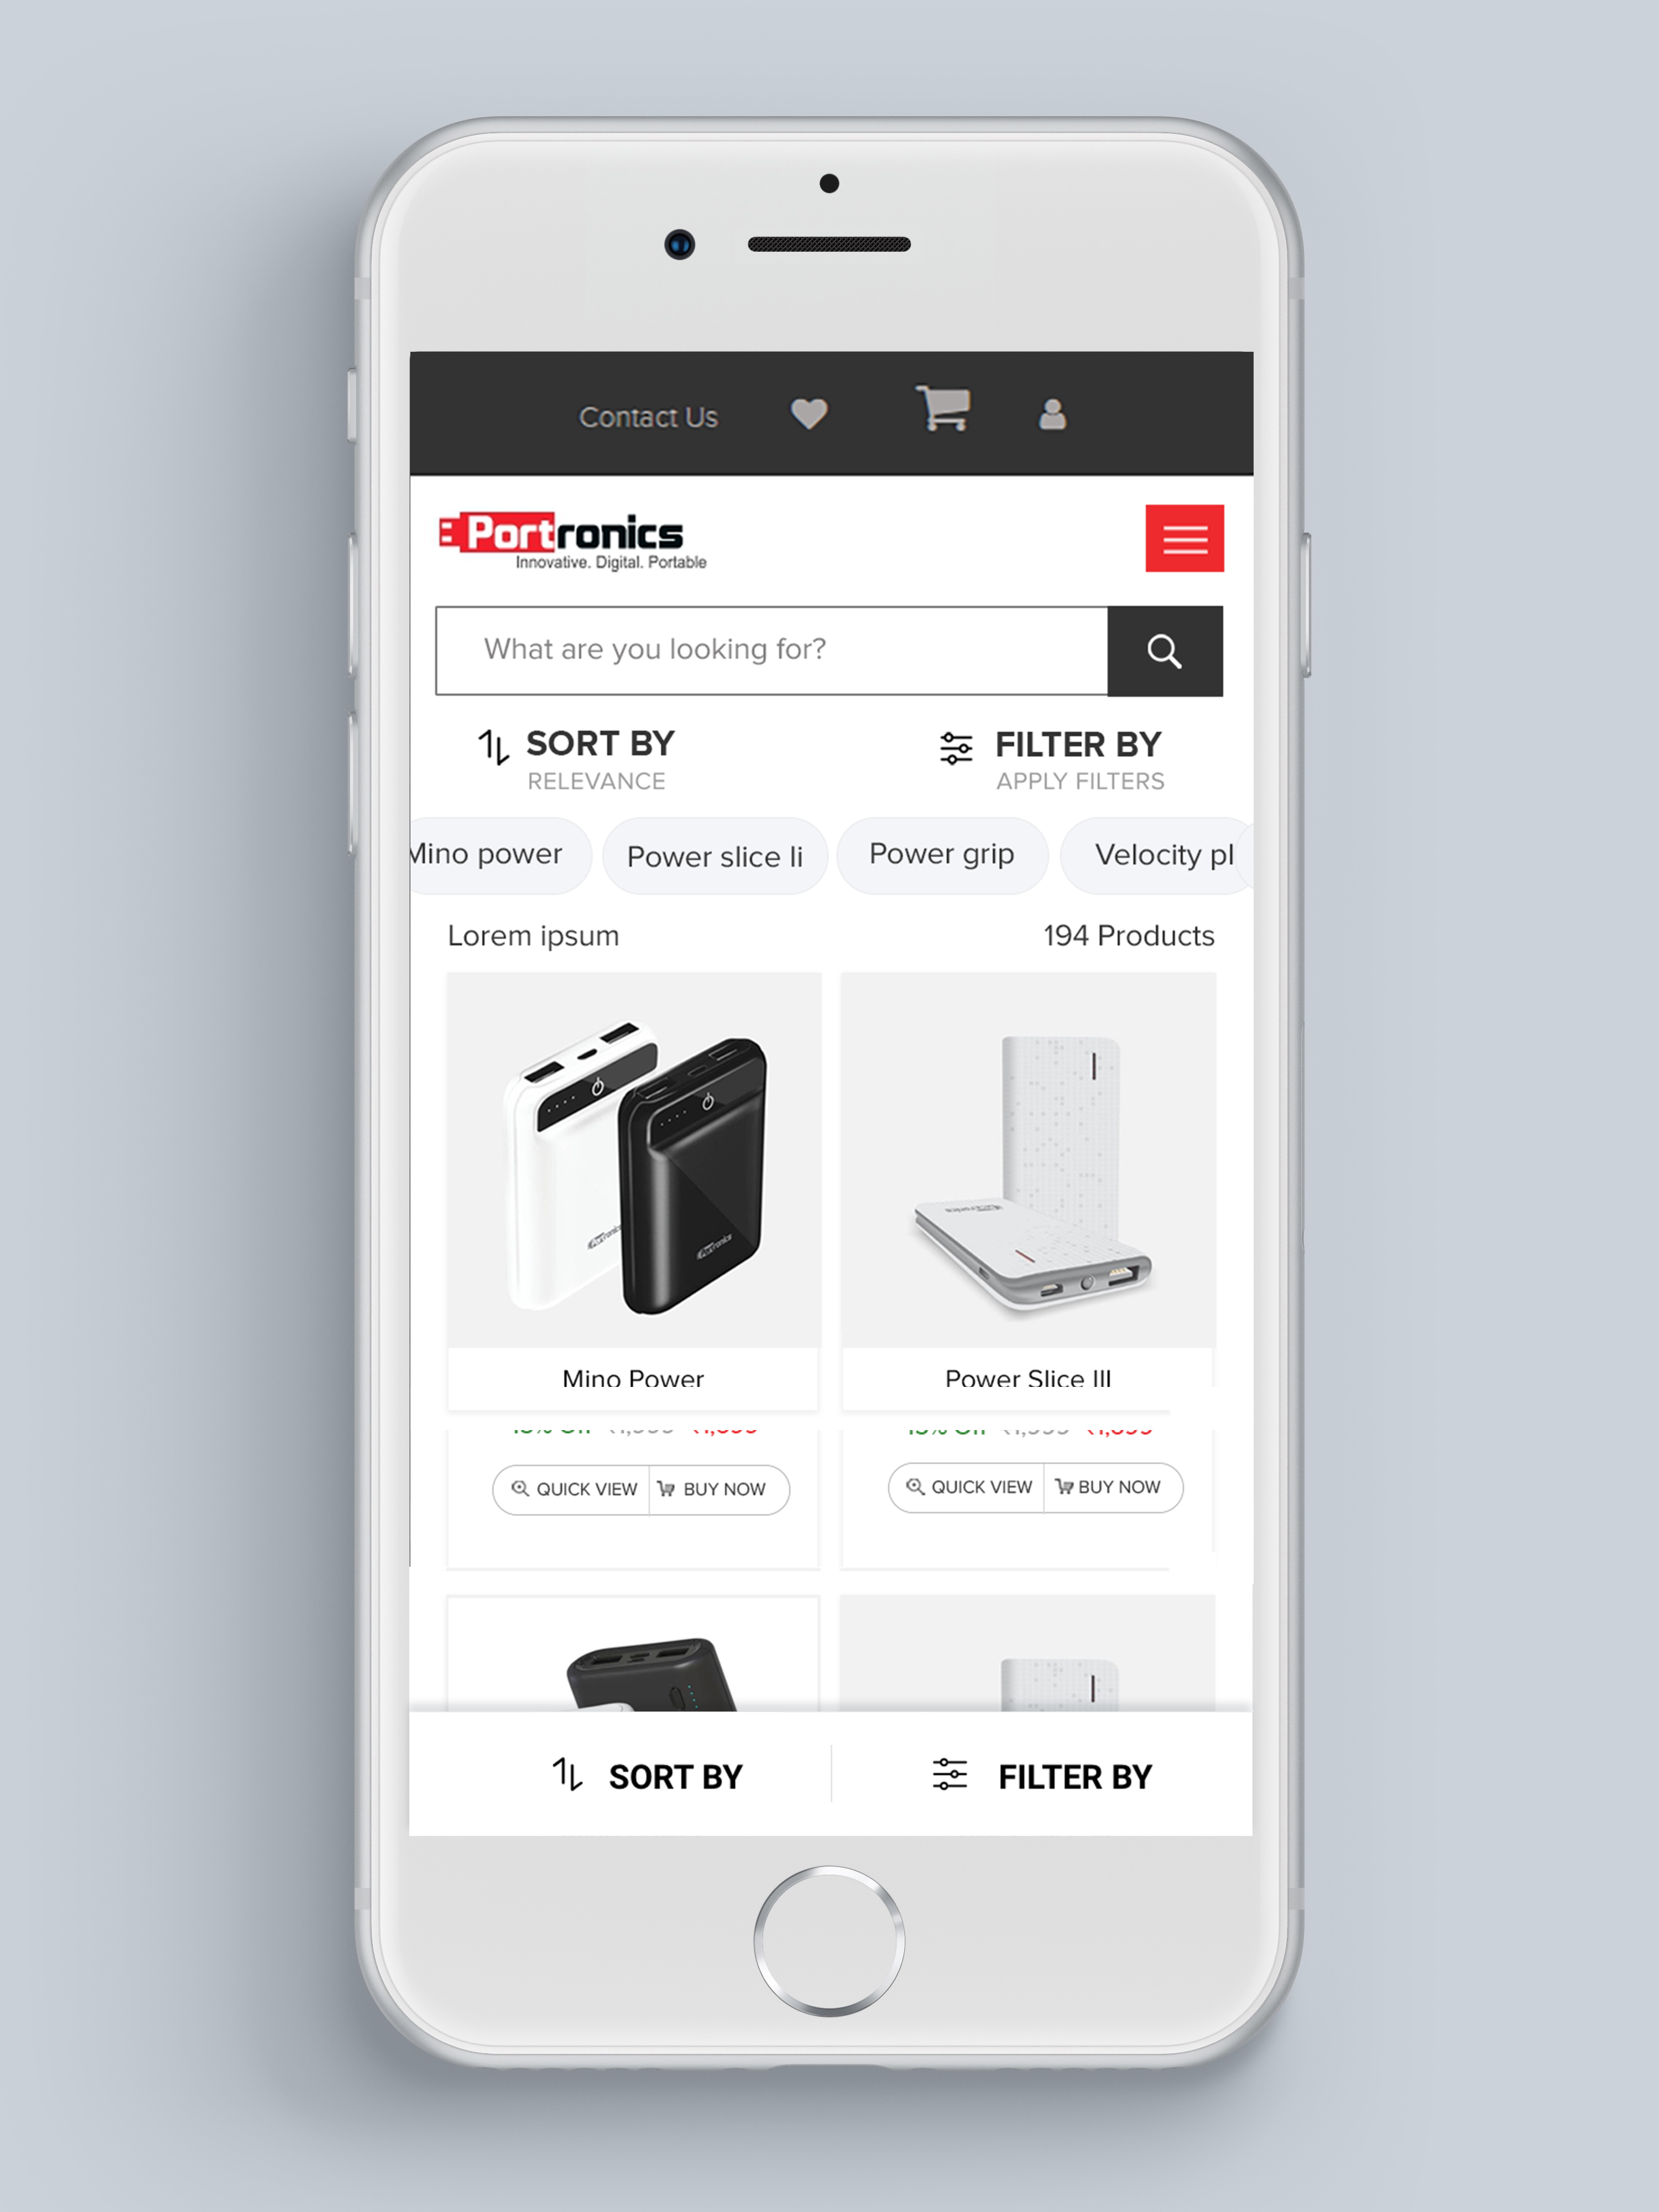 Contact Us
Portronics
Innovative. Digital. Portable
What are you looking for?
SORT BY
RELEVANCE
FILTER BY
APPLY FILTERS
Mino power
Power slice li
Power grip
Velocity pl
Lorem ipsum
194 Products
Portronics
Portronics
Mino Power
Power Slice III
QUICK VIEW
BUY NOW
QUICK VIEW
BUY NOW
SORT BY
FILTER BY